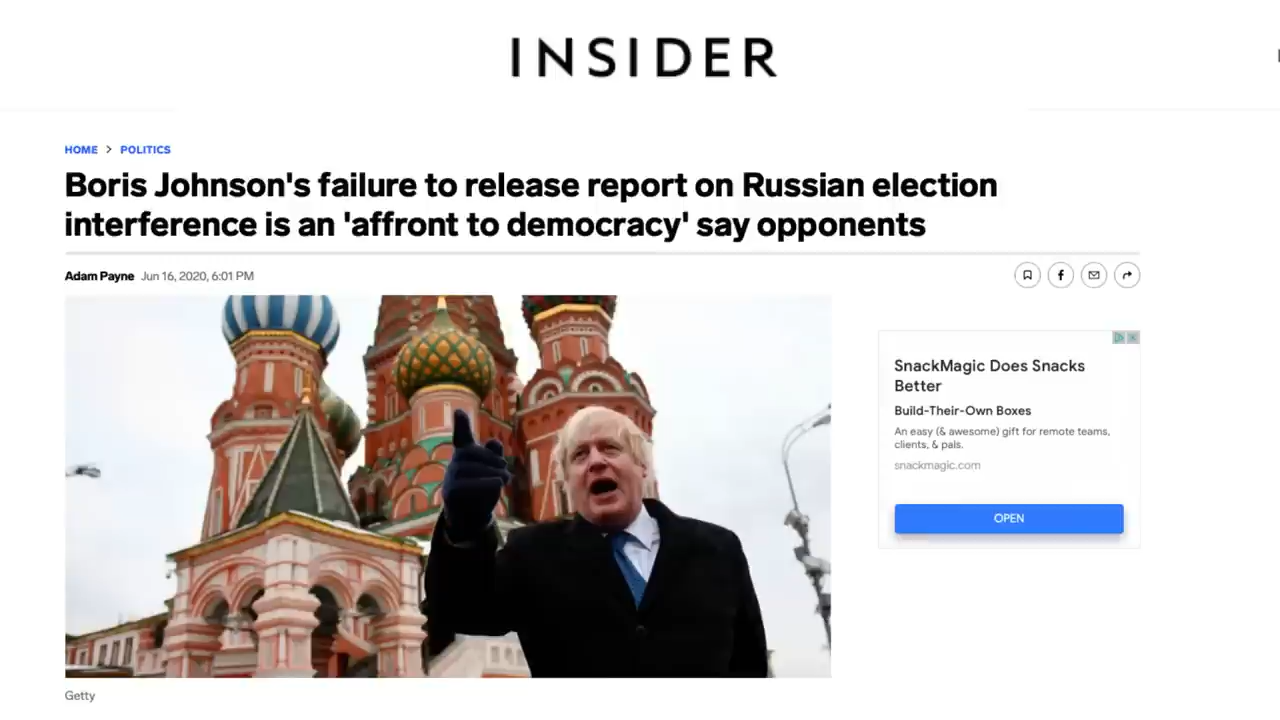 INSIDER
HOME > POLITICS
Boris Johnson's failure to release report on Russian election
interference is an 'affront to democracy' say opponents
Adam Payne Jun 16, 2020, 6:01 PM
SnackMagic Does Snacks
Better
Build-Their-Own Boxes
An easy (& awesome) gift for remote teams,
clients, & pals.
snackmagic.com
OPEN
Getty